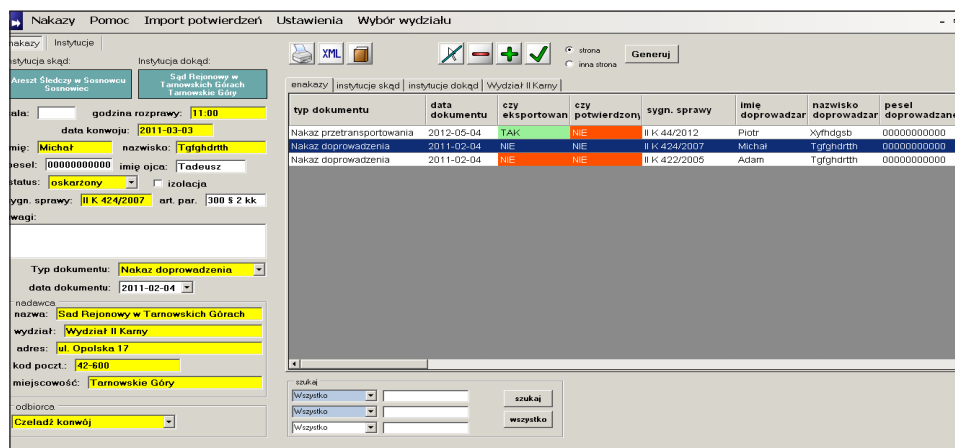 Nakazy Pomoc Import potwierdzeń Ustawienia Wybór wydziału
nakazy Instytucje
instytucja skąd: Instytucja dokąd:
Areszt Śledczy w Sosnowcu
Sosnowiec
Sąd Rejonowy w
Tarnowskich Górach
Tarnowskie Góry
ala: godzina rozprawy: 11:00
data konwoju: 2011-03-03
mię: Michał nazwisko: Tgfghdrtth
pesel: 00000000000 imię ojca: Tadeusz
status: oskarżony izolacja
sygn. sprawy: II K 424/2007 art. par. 300 § 2 kk
wagi:
Typ dokumentu: Nakaz doprowadzenia
data dokumentu: 2011-02-04
nadawca
nazwa: Sad Rejonowy w Tarnowskich Górach
wydział: Wydział II Karny
adres: ul. Opolska 17
kod poczt.: 42-600
miejscowość: Tarnowskie Góry
odbiorca
Czeladź konwój
XML
strona
inna strona
Generuj
enakazy instytucje skąd instytucje dokąd Wydział II Karny
typ dokumentu data dokumentu czy eksportowan czy potwierdzony sygn. sprawy imię doprowadzar nazwisko doprowadzar pesel doprowadzane
Nakaz przetransportowania 2012-05-04 TAK NIE II K 44/2012 Piotr Xyfhdgsb 00000000000
Nakaz doprowadzenia 2011-02-04 NIE NIE II K 424/2007 Michał Tgfghdrtth 00000000000
Nakaz doprowadzenia 2011-02-04 NIE NIE II K 422/2005 Adam Tgfghdrtth 00000000000
szukaj
Wszystko szukaj
Wszystko wszystko
Wszystko